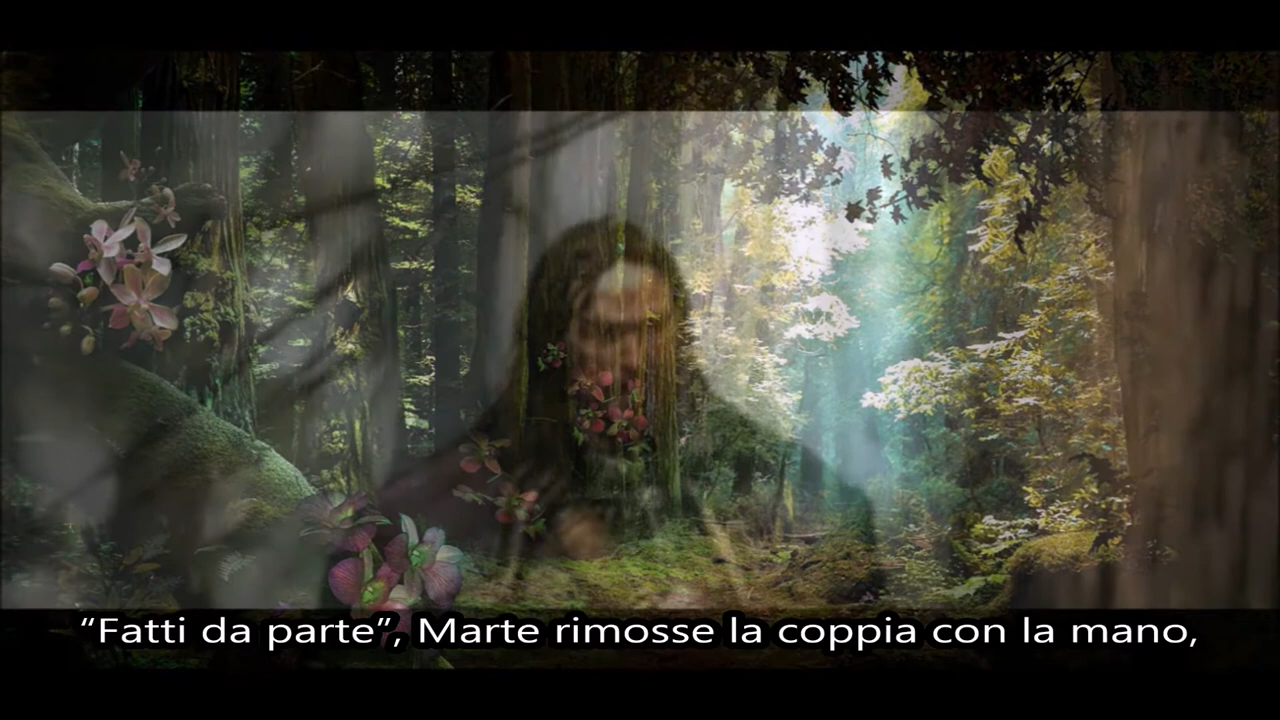 “Fatti da parte”, Marte rimosse la coppia con la mano,